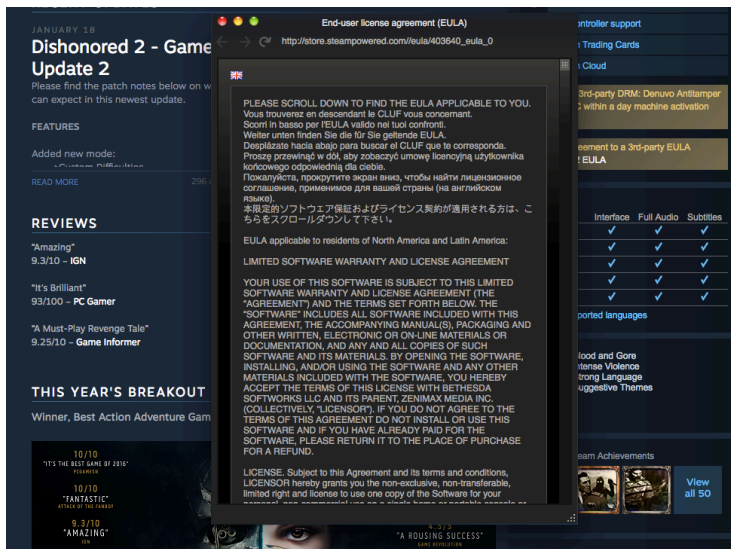 JANUARY 18
Dishonored 2 - Game
Update 2
Please find the patch notes below on w
can expect in this newest update.
FEATURES
Added new mode:
READ MORE
REVIEWS
“Amazing”
9.3/10 – IGN
“It's Brilliant”
93/100 – PC Gamer
“A Must-Play Revenge Tale”
9.25/10 – Game Informer
THIS YEAR'S BREAKOUT
Winner, Best Action Adventure Gam
10/10
"IT'S THE BEST GAME OF 2016"
10/10
"FANTASTIC"
ATTACK OF THE FANBOY
9.3/10
"AMAZING"
IGN
End-user license agreement (EULA)
http://store.steampowered.com//eula/403640_eula_0
PLEASE SCROLL DOWN TO FIND THE EULA APPLICABLE TO YOU.
Vous trouverez en descendant le CLUF vous concernant.
Scorri in basso per l'EULA valido nei tuoi confronti.
Weiter unten finden Sie die für Sie geltende EULA.
Desplázate hacia abajo para buscar el CLUF que te corresponda.
Proszę przewinąć w dół, aby zobaczyć umowę licencyjną użytkownika
końcowego odpowiednią dla ciebie.
Пожалуйста, прокрутите экран вниз, чтобы найти лицензионное
соглашение, применимое для вашей страны (на английском
языке).
本限定的ソフトウエア保証およびライセンス契約が適用される方は、こ
ちらをスクロールダウンして下さい。
EULA applicable to residents of North America and Latin America:
LIMITED SOFTWARE WARRANTY AND LICENSE AGREEMENT
YOUR USE OF THIS SOFTWARE IS SUBJECT TO THIS LIMITED
SOFTWARE WARRANTY AND LICENSE AGREEMENT (THE
"AGREEMENT") AND THE TERMS SET FORTH BELOW. THE
"SOFTWARE" INCLUDES ALL SOFTWARE INCLUDED WITH THIS
AGREEMENT, THE ACCOMPANYING MANUAL(S), PACKAGING AND
OTHER WRITTEN, ELECTRONIC OR ON-LINE MATERIALS OR
DOCUMENTATION, AND ANY AND ALL COPIES OF SUCH
SOFTWARE AND ITS MATERIALS. BY OPENING THE SOFTWARE,
INSTALLING, AND/OR USING THE SOFTWARE AND ANY OTHER
MATERIALS INCLUDED WITH THE SOFTWARE, YOU HEREBY
ACCEPT THE TERMS OF THIS LICENSE WITH BETHESDA
SOFTWORKS LLC AND ITS PARENT, ZENIMAX MEDIA INC.
(COLLECTIVELY, "LICENSOR"). IF YOU DO NOT AGREE TO THE
TERMS OF THIS AGREEMENT DO NOT INSTALL OR USE THIS
SOFTWARE AND IF YOU HAVE ALREADY PAID FOR THE
SOFTWARE, PLEASE RETURN IT TO THE PLACE OF PURCHASE
FOR A REFUND.
LICENSE. Subject to this Agreement and its terms and conditions,
LICENSOR hereby grants you the non-exclusive, non-transferable,
limited right and license to use one copy of the Software for your
"A ROUSING SUCCESS"
GAME REVOLUTION
ntroller support
Trading Cards
Cloud
3rd-party DRM: Denuvo Antitamper
within a day machine activation
eement to a 3rd-party EULA
EULA
Interface Full Audio Subtitles
ported languages
lood and Gore
ntense Violence
trong Language
uggestive Themes
eam Achievements
View
all 50